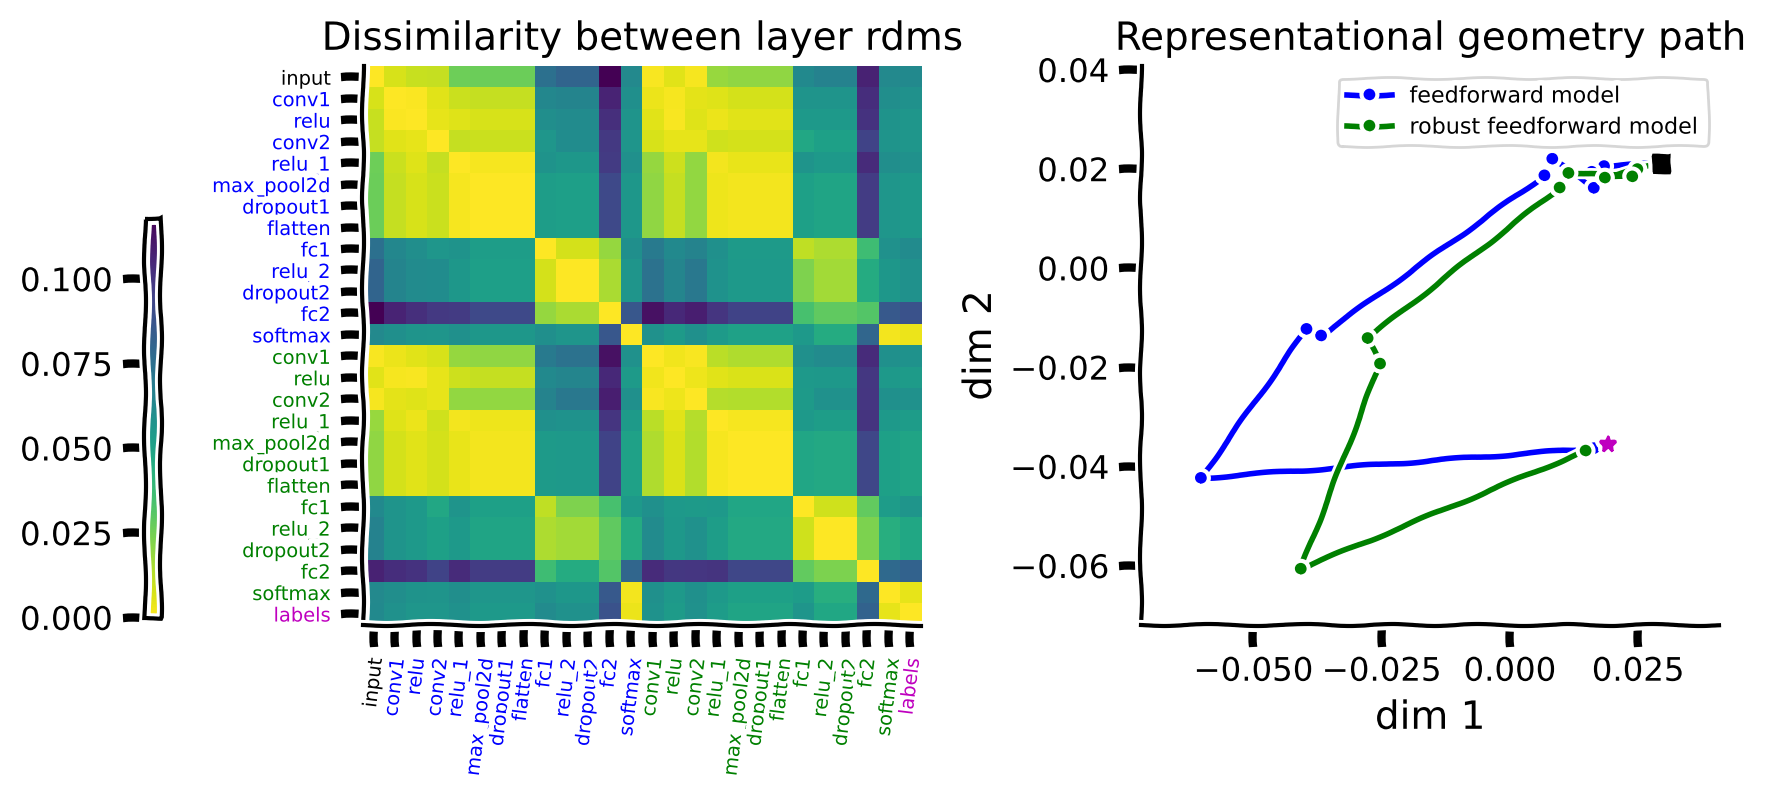 Dissimilarity between layer rdms
input
conv1
relu
conv2
relu_1
max_pool2d
dropout1
flatten
fc1
relu_2
dropout2
fc2
softmax
conv1
relu
conv2
relu_1
max_pool2d
dropout1
flatten
fc1
relu_2
dropout2
fc2
softmax
labels
input
conv1
relu
conv2
relu_1
max_pool2d
dropout1
flatten
fc1
relu_2
dropout2
fc2
softmax
conv1
relu
conv2
relu_1
max_pool2d
dropout1
flatten
fc1
relu_2
dropout2
fc2
softmax
labels
0.100
0.075
0.050
0.025
0.000
Representational geometry path
feedforward model
robust feedforward model
0.04
0.02
0.00
−0.02
−0.04
−0.06
dim 2
−0.050
−0.025
0.000
0.025
dim 1